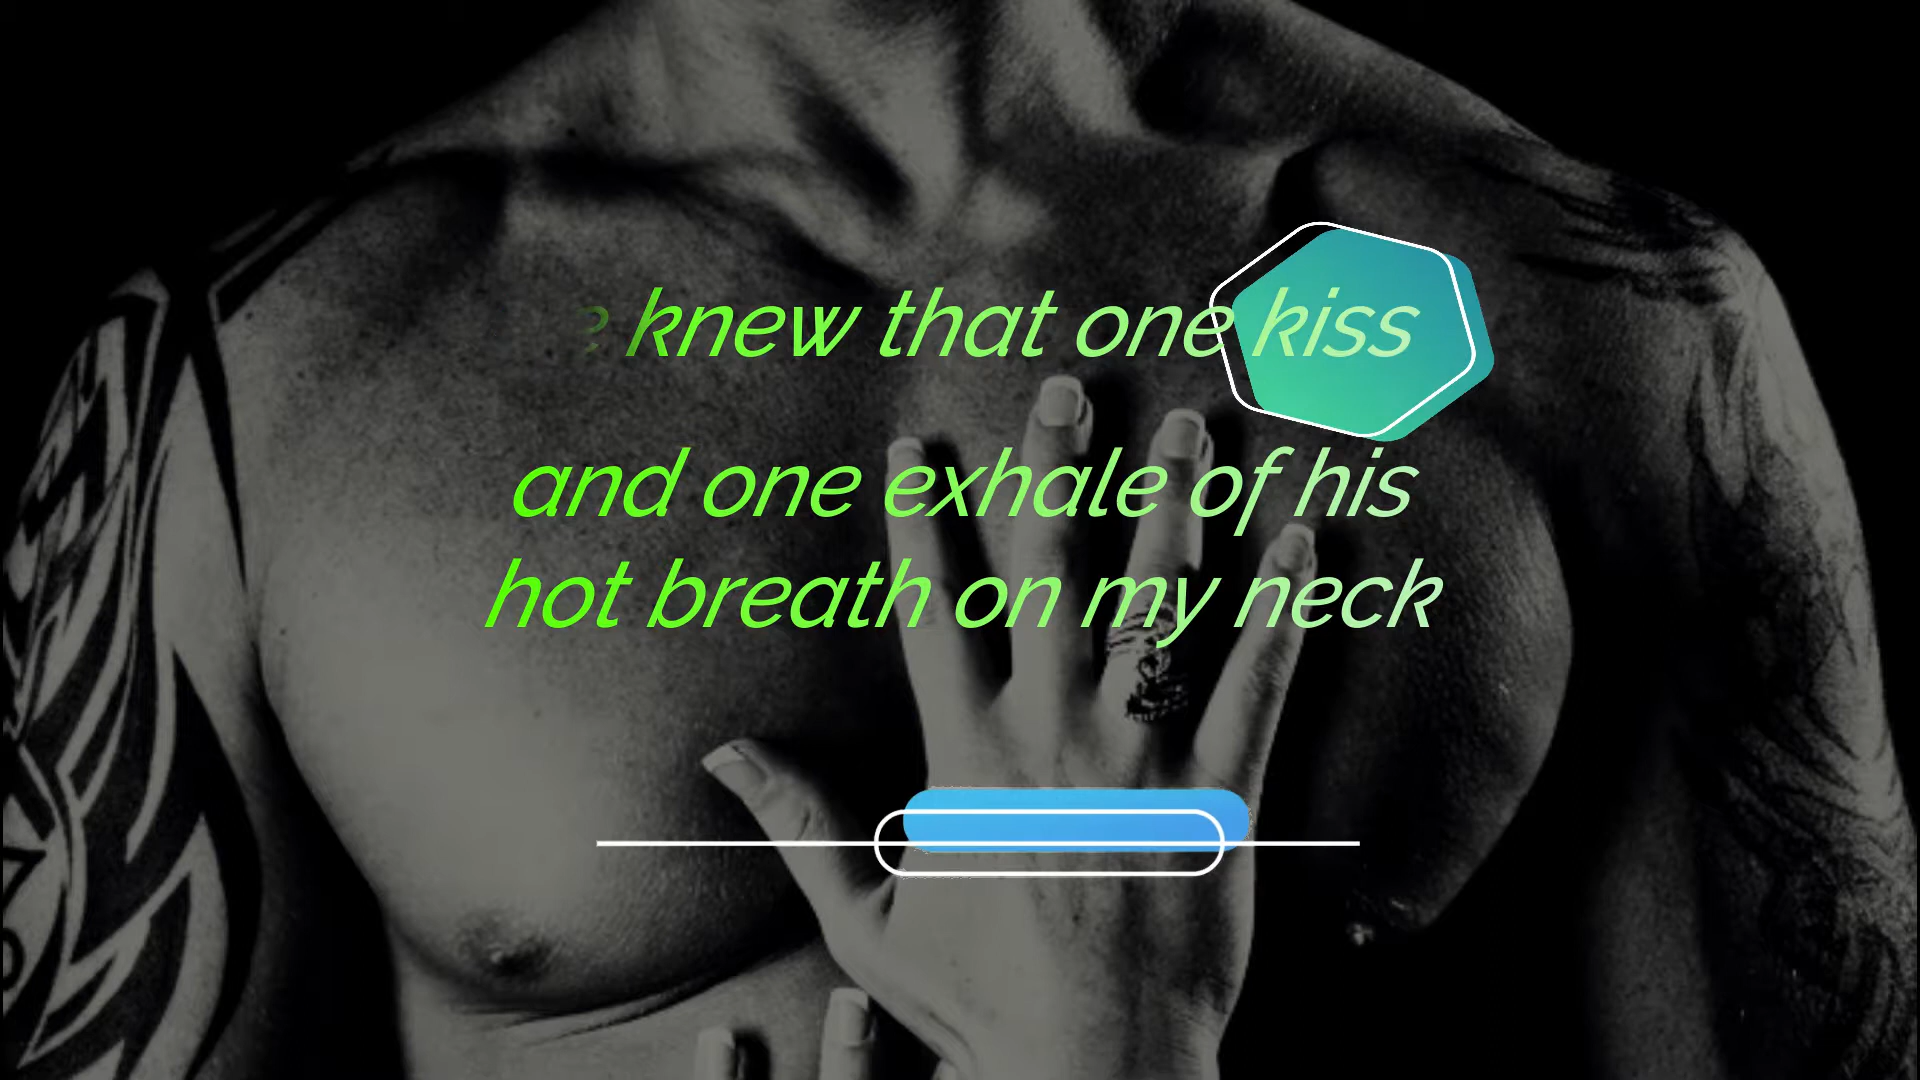 knew that one kiss
and one exhale of his
hot breath on my neck